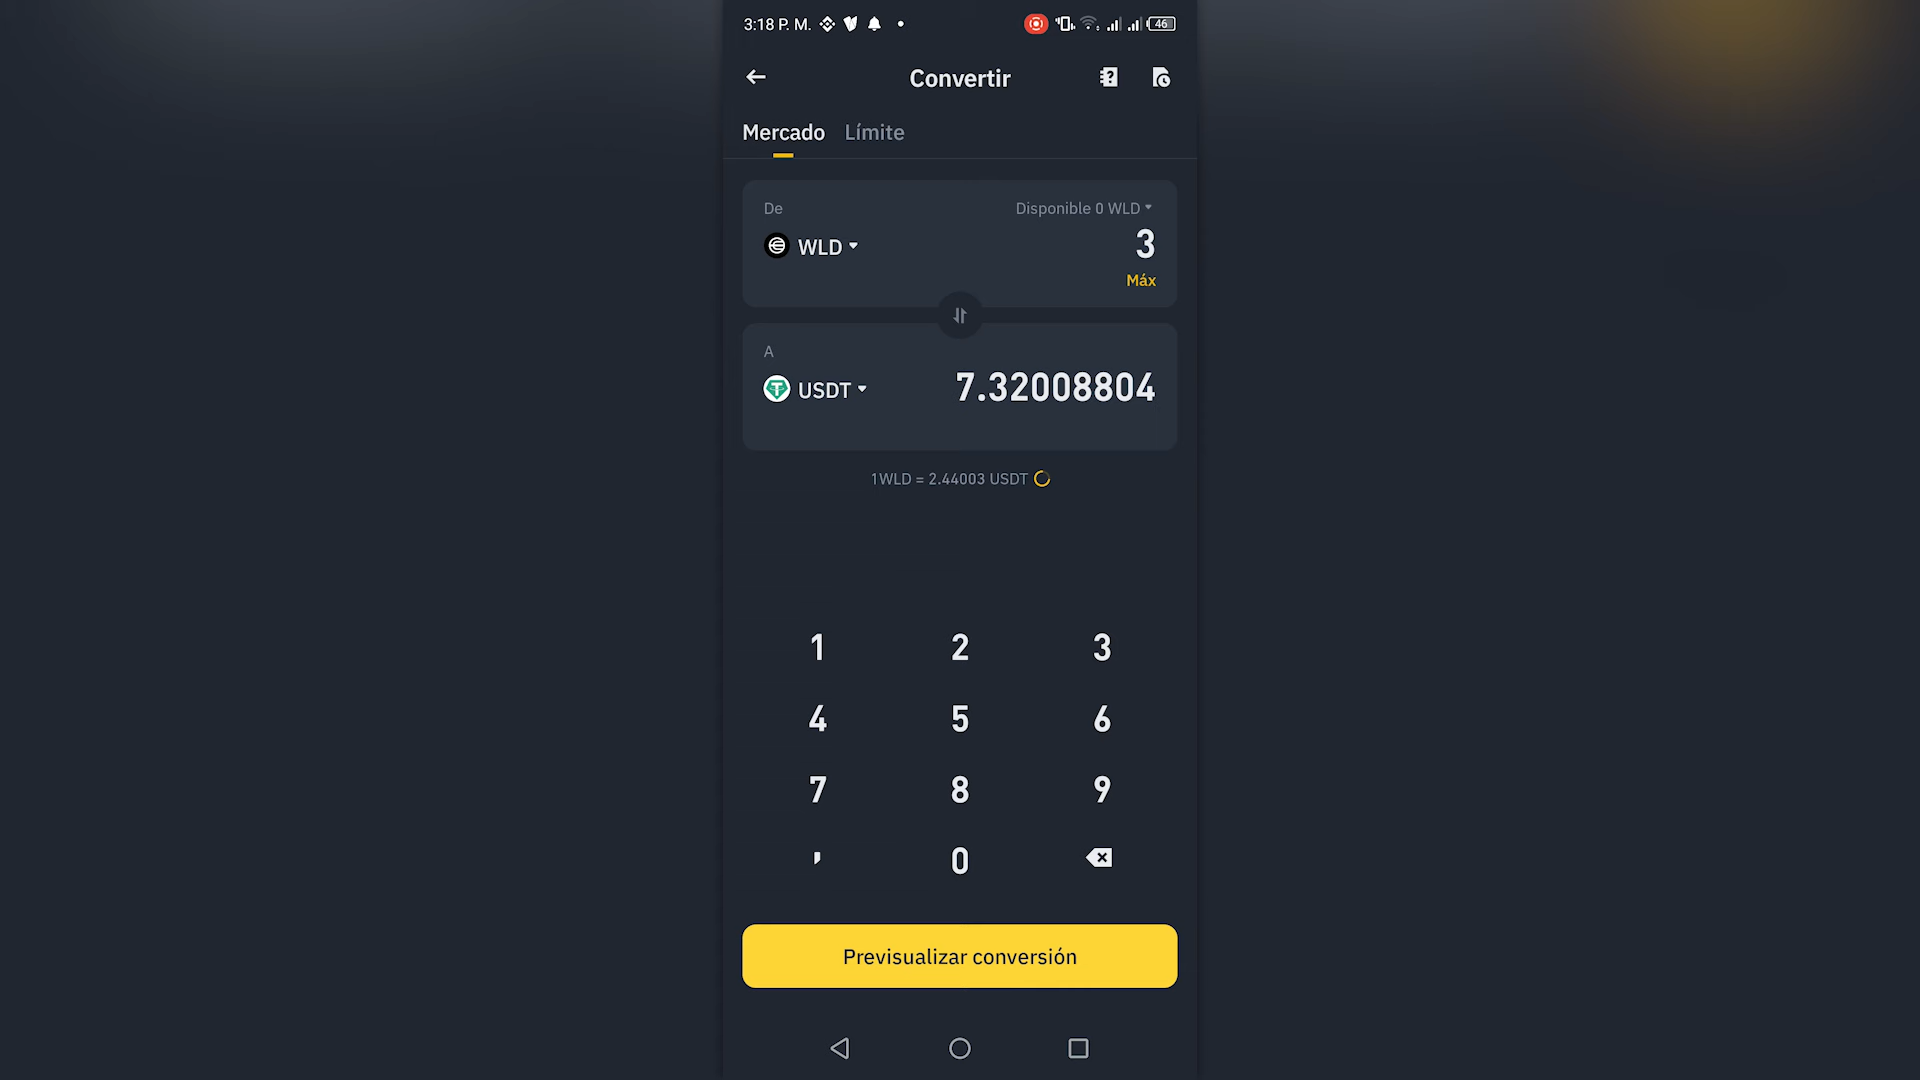 3:18 P. M.
46
Convertir
Mercado Límite
De Disponible 0 WLD
WLD 3
Máx
A
USDT 7.32008804
1WLD = 2.44003 USDT
1 2 3
4 5 6
7 8 9
, 0
Previsualizar conversión